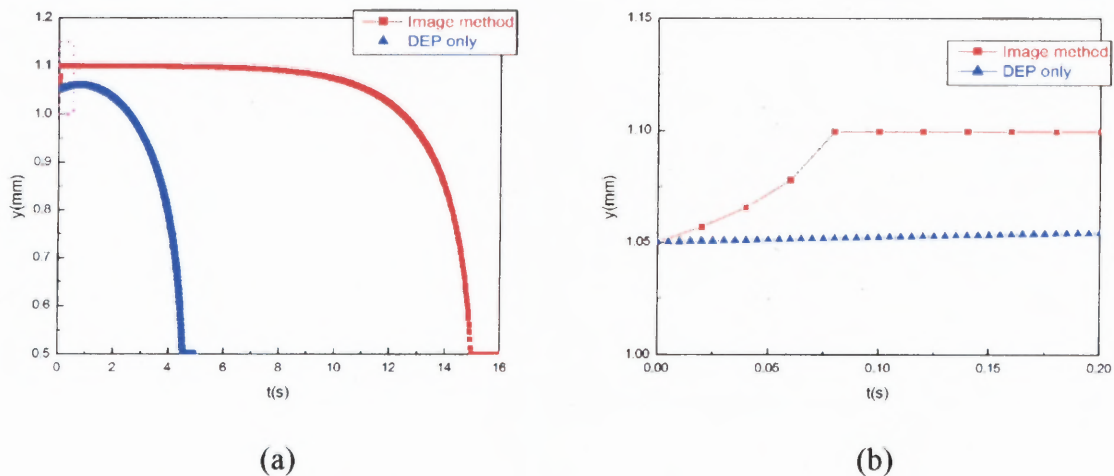 1.2
1.1
1.0
0.9
0.8
0.7
0.6
0.5
y(mm)
0 2 4 6 8 10 12 14 16
t(s)
Image method
DEP only
(a)
1.15
1.10
1.05
1.00
y(mm)
0.00 0.05 0.10 0.15 0.20
t(s)
Image method
DEP only
(b)